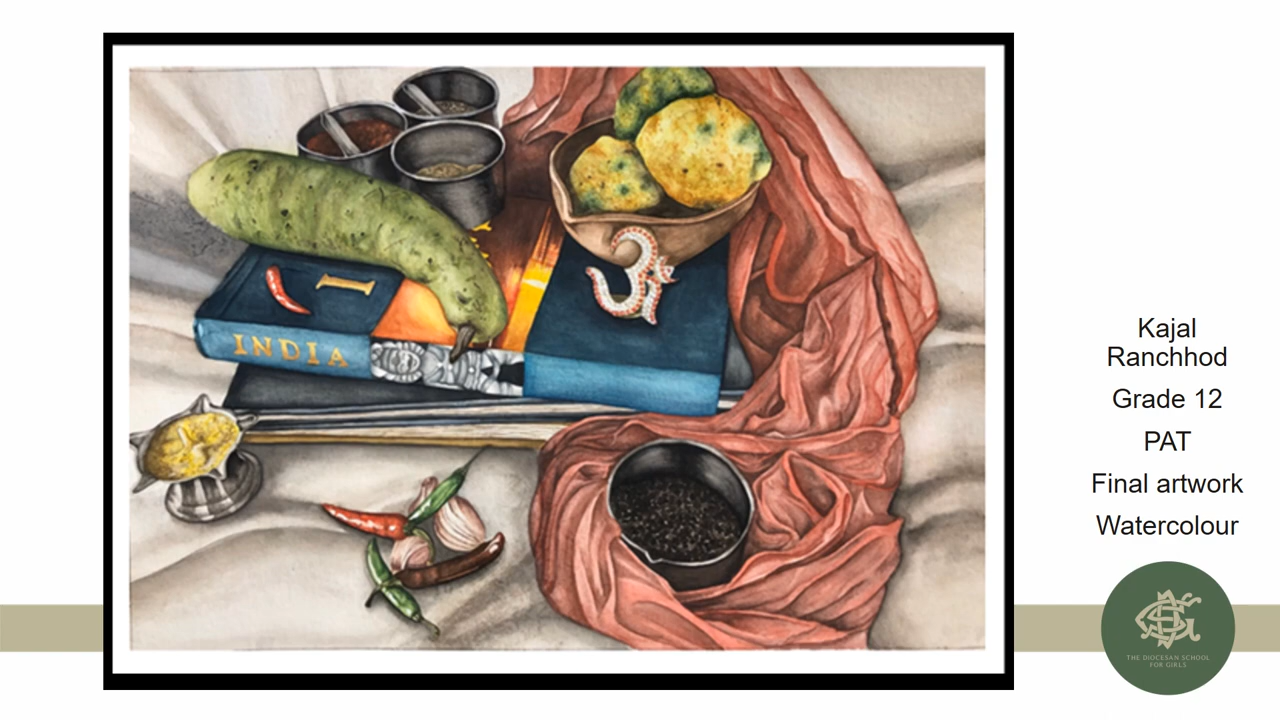 I
INDIA
Kajal
Ranchhod
Grade 12
PAT
Final artwork
Watercolour
THE DIOCESAN SCHOOL
FOR GIRLS